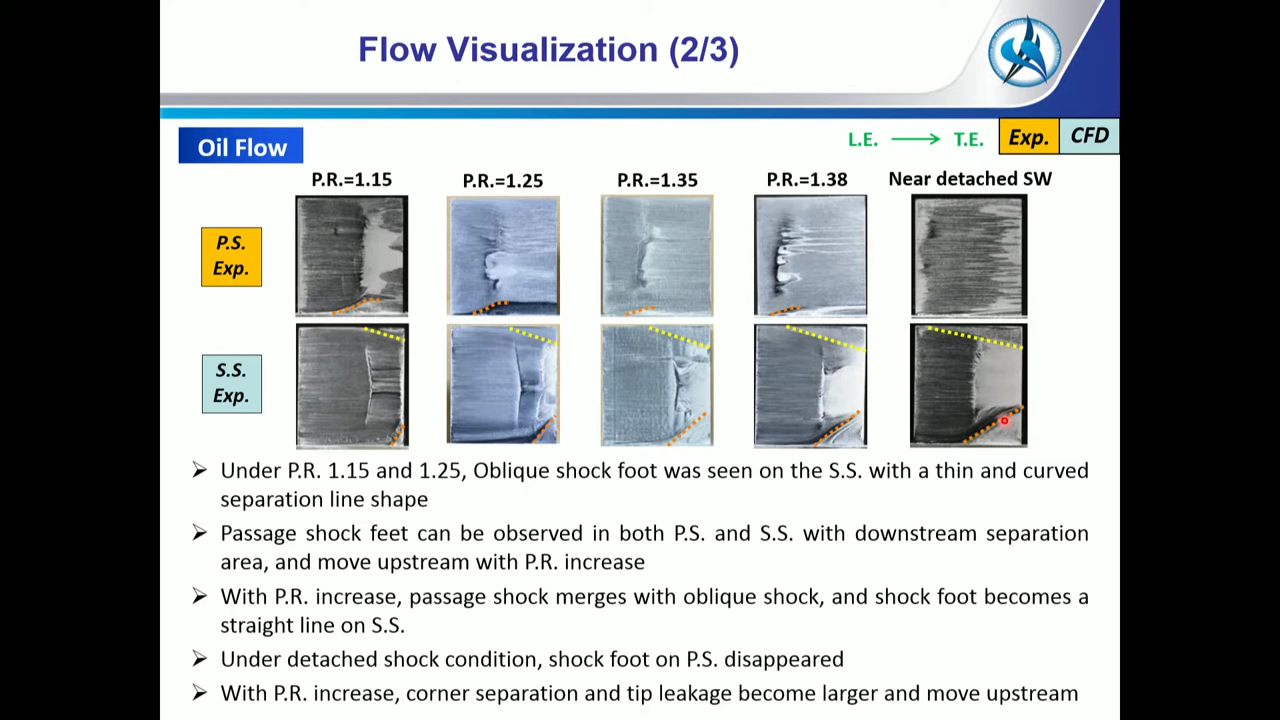 Flow Visualization (2/3)
Oil Flow
L.E.
T.E.
Exp.
CFD
P.R.=1.15
P.R.=1.25
P.R.=1.35
P.R.=1.38
Near detached SW
P.S.
Exp.
S.S.
Exp.
Under P.R. 1.15 and 1.25, Oblique shock foot was seen on the S.S. with a thin and curved
separation line shape
Passage shock feet can be observed in both P.S. and S.S. with downstream separation
area, and move upstream with P.R. increase
With P.R. increase, passage shock merges with oblique shock, and shock foot becomes a
straight line on S.S.
Under detached shock condition, shock foot on P.S. disappeared
With P.R. increase, corner separation and tip leakage become larger and move upstream